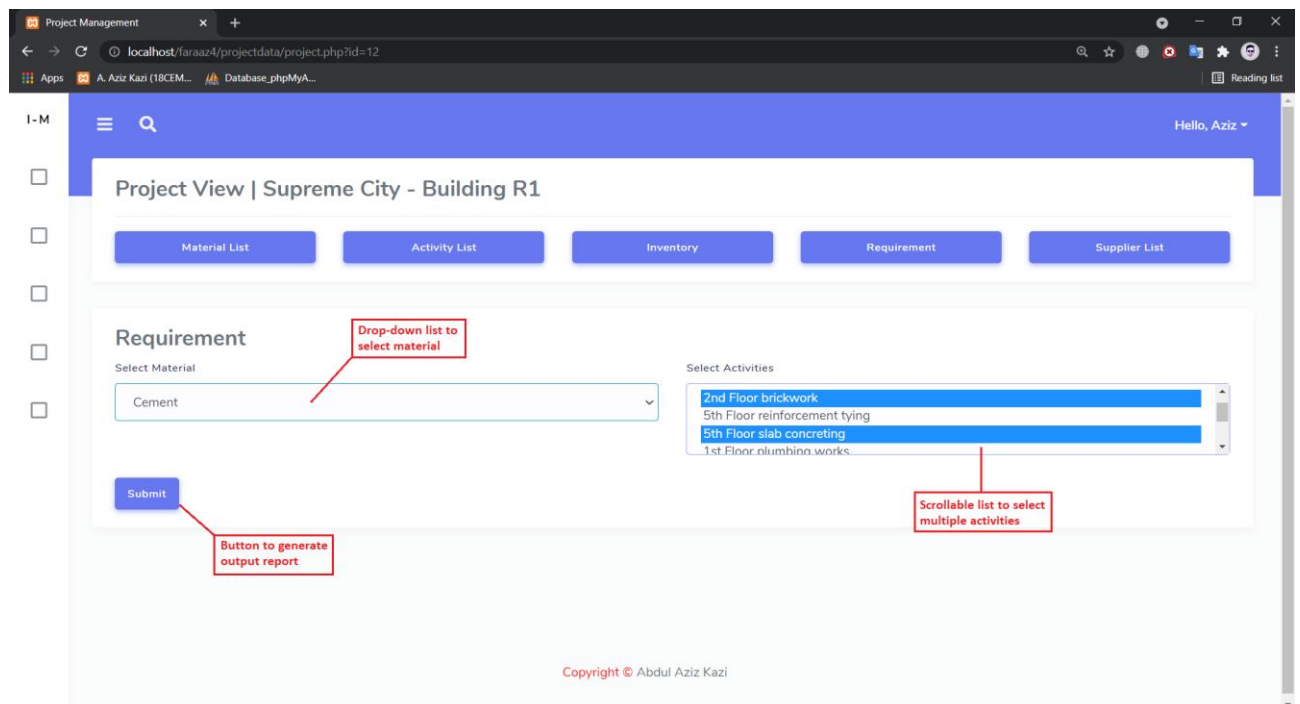 Project Management
localhost/faraaz4/projectdata/project.php?id=12
Apps
A. Aziz Kazi (18CEM...
Database_phpMyA...
Reading list
I-M
Hello, Aziz
Project View | Supreme City - Building R1
Material List
Activity List
Inventory
Requirement
Supplier List
Requirement
Drop-down list to
select material
Select Material
Select Activities
Cement
2nd Floor brickwork
5th Floor reinforcement tying
5th Floor slab concreting
1st Floor plumbing works
Submit
Scrollable list to select
multiple activities
Button to generate
output report
Copyright © Abdul Aziz Kazi